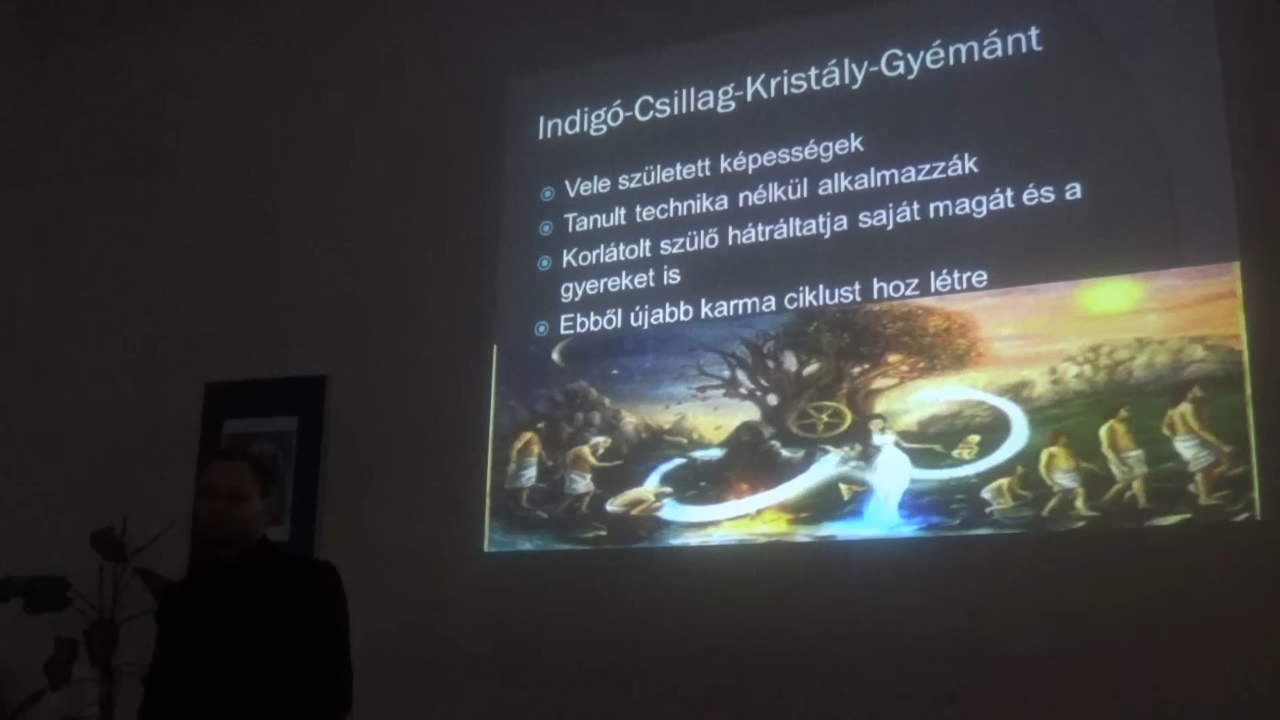 Indigó-Csillag-Kristály-Gyémánt
Vele született képességek
Tanult technika nélkül alkalmazzák
Korlátolt szülő hátráltatja saját magát és a
gyereket is
Ebből újabb karma ciklust hoz létre